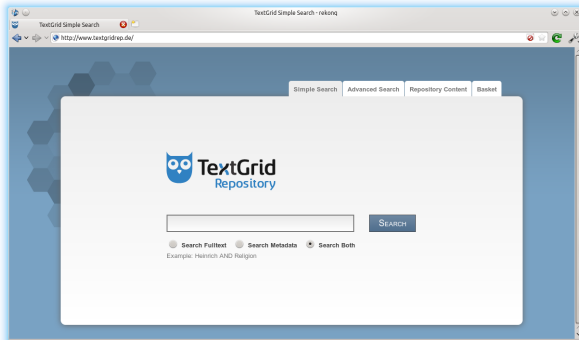 TextGrid Simple Search - rekonq
TextGrid Simple Search
http://www.textgridrep.de/
Simple Search Advanced Search Repository Content Basket
TextGrid
Repository
SEARCH
Search Fulltext Search Metadata Search Both
Example: Heinrich AND Religion